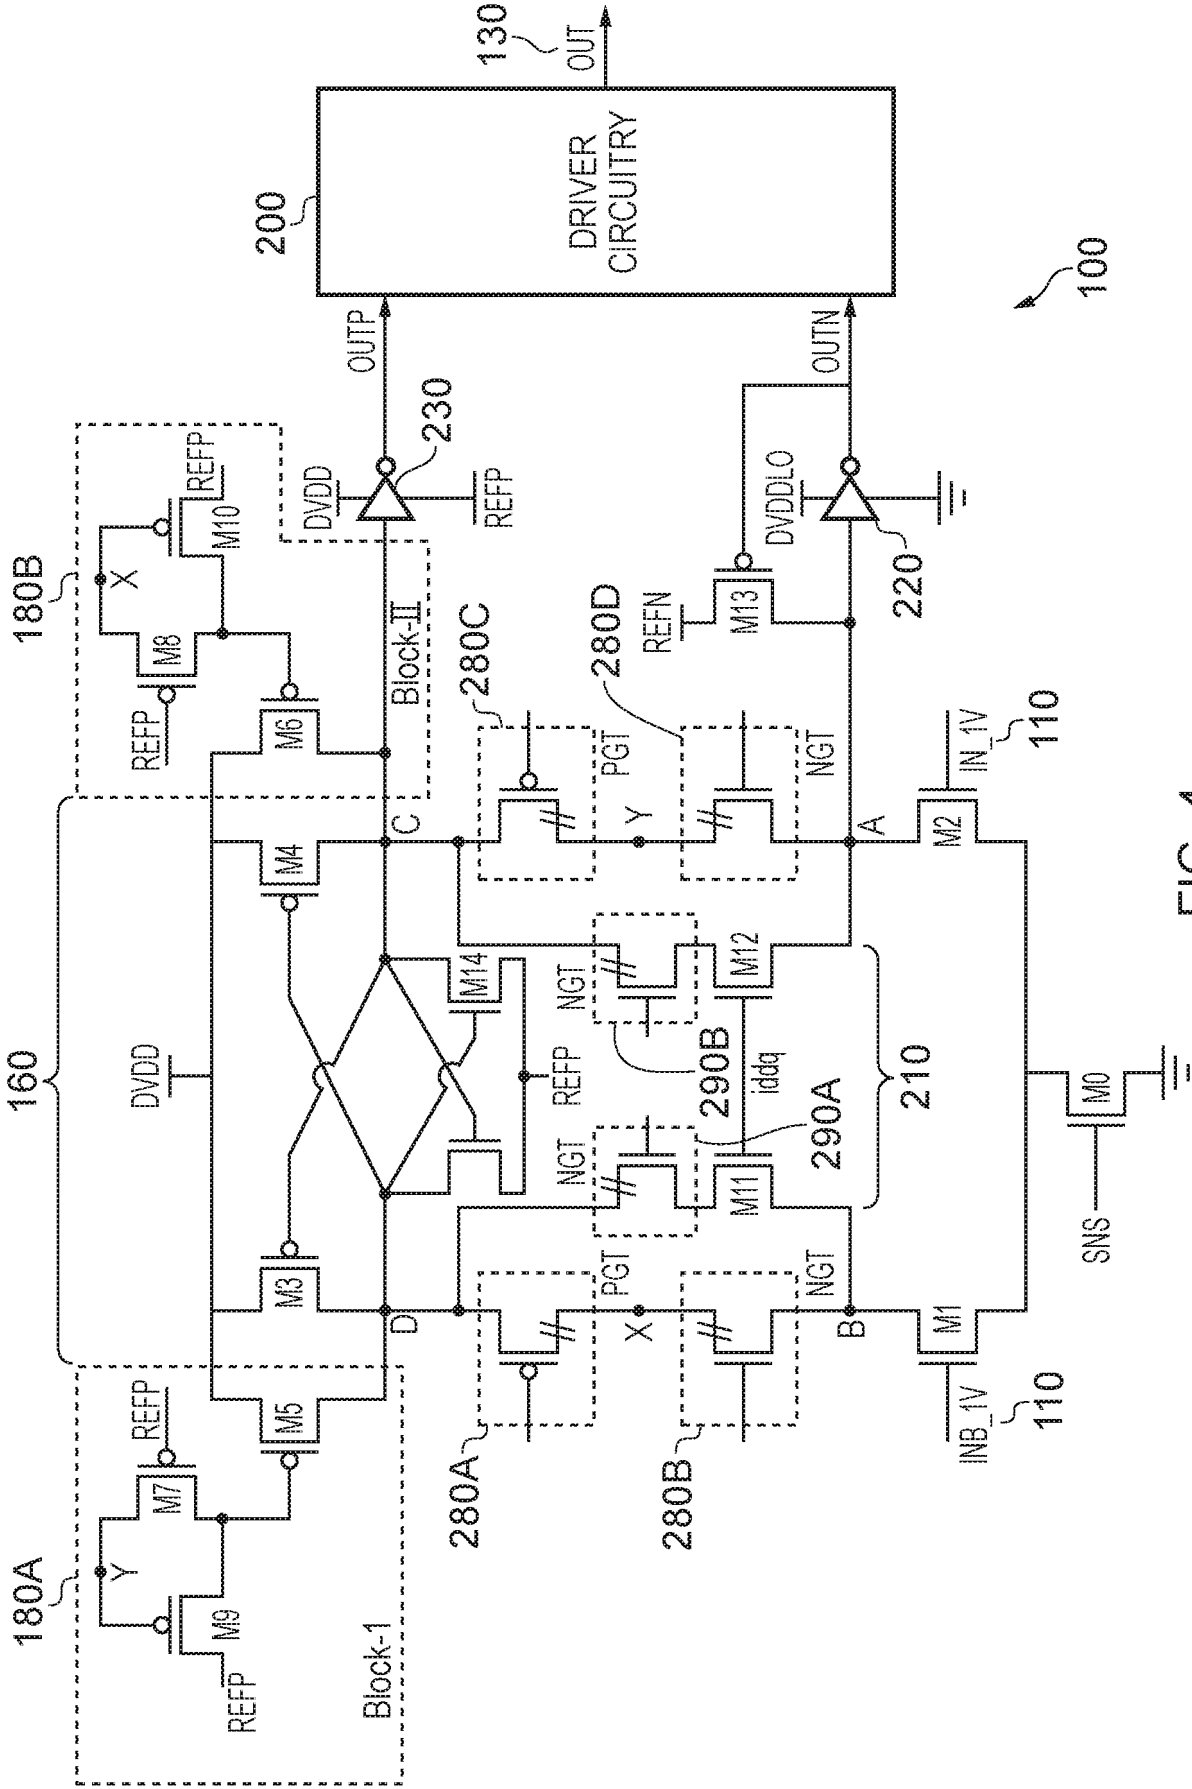 160
180A
180B
Y
M7
REFP
M9
REFP
M5
Block-1
DVDD
M3
M4
REFP
M8
X
M10
REFP
M6
Block-II
D
C
M14
REFP
DVDD
230
REFP
OUTP
200
DRIVER
CIRCUITRY
130
OUT
280A
PGT
X
280B
NGT
B
NGT
290A
M11
iddq
210
NGT
290B
M12
280C
PGT
Y
280D
NGT
A
REFN
M13
DVDDLO
220
OUTN
INB_1V
110
M1
M2
IN_1V
110
SNS
M0
100